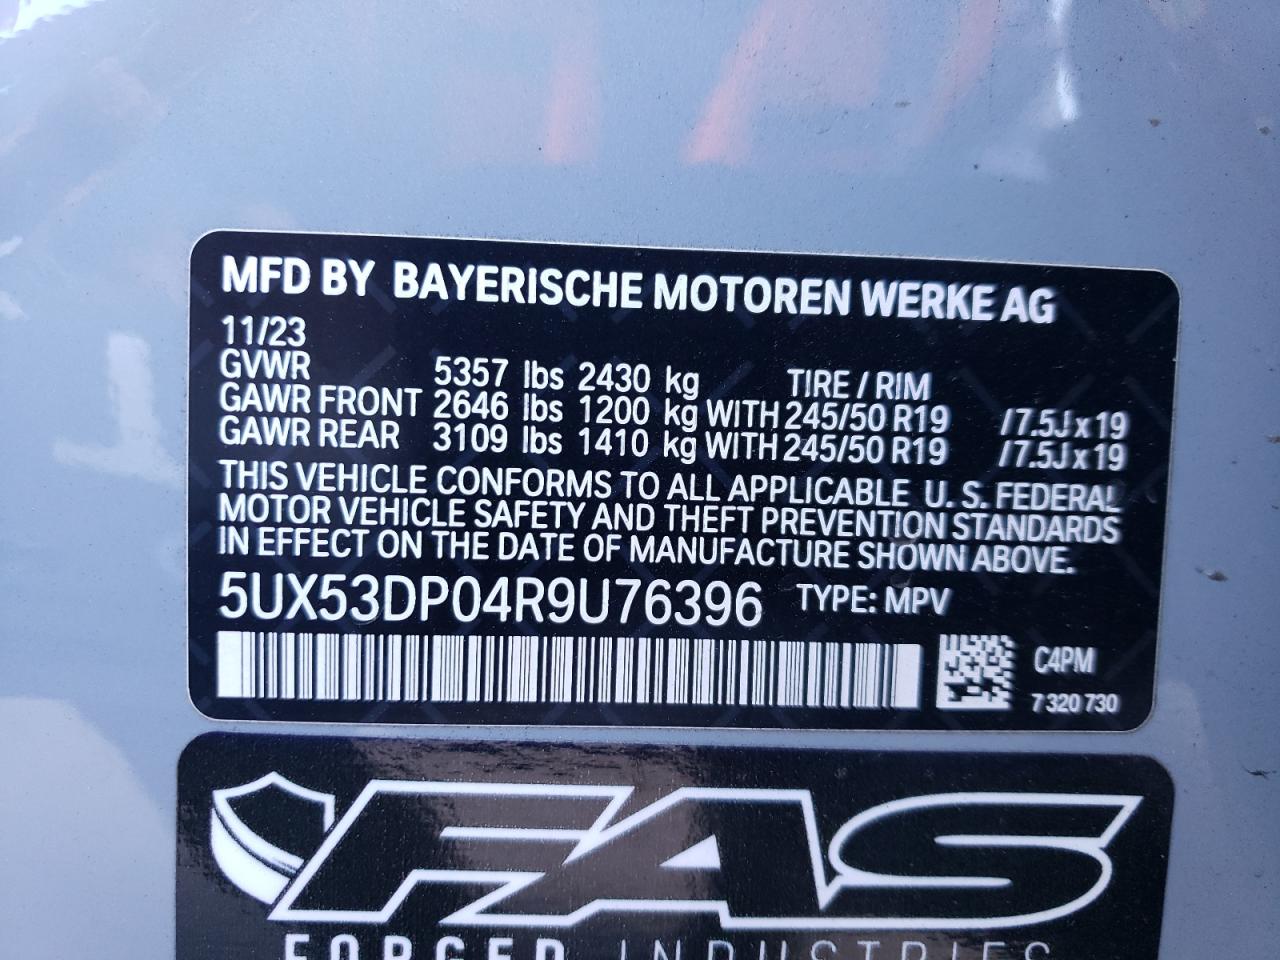 MFD BY BAYERISCHE MOTOREN WERKE AG
11/23
GVWR 5357 lbs 2430 kg TIRE / RIM
GAWR FRONT 2646 lbs 1200 kg WITH 245/50 R19 /7.5J x 19
GAWR REAR 3109 lbs 1410 kg WITH 245/50 R19 /7.5J x 19
THIS VEHICLE CONFORMS TO ALL APPLICABLE U. S. FEDERAL
MOTOR VEHICLE SAFETY AND THEFT PREVENTION STANDARDS
IN EFFECT ON THE DATE OF MANUFACTURE SHOWN ABOVE.
5UX53DP04R9U76396 TYPE: MPV
C4PM
7 320 730
FAS
FORGED INDUSTRIES